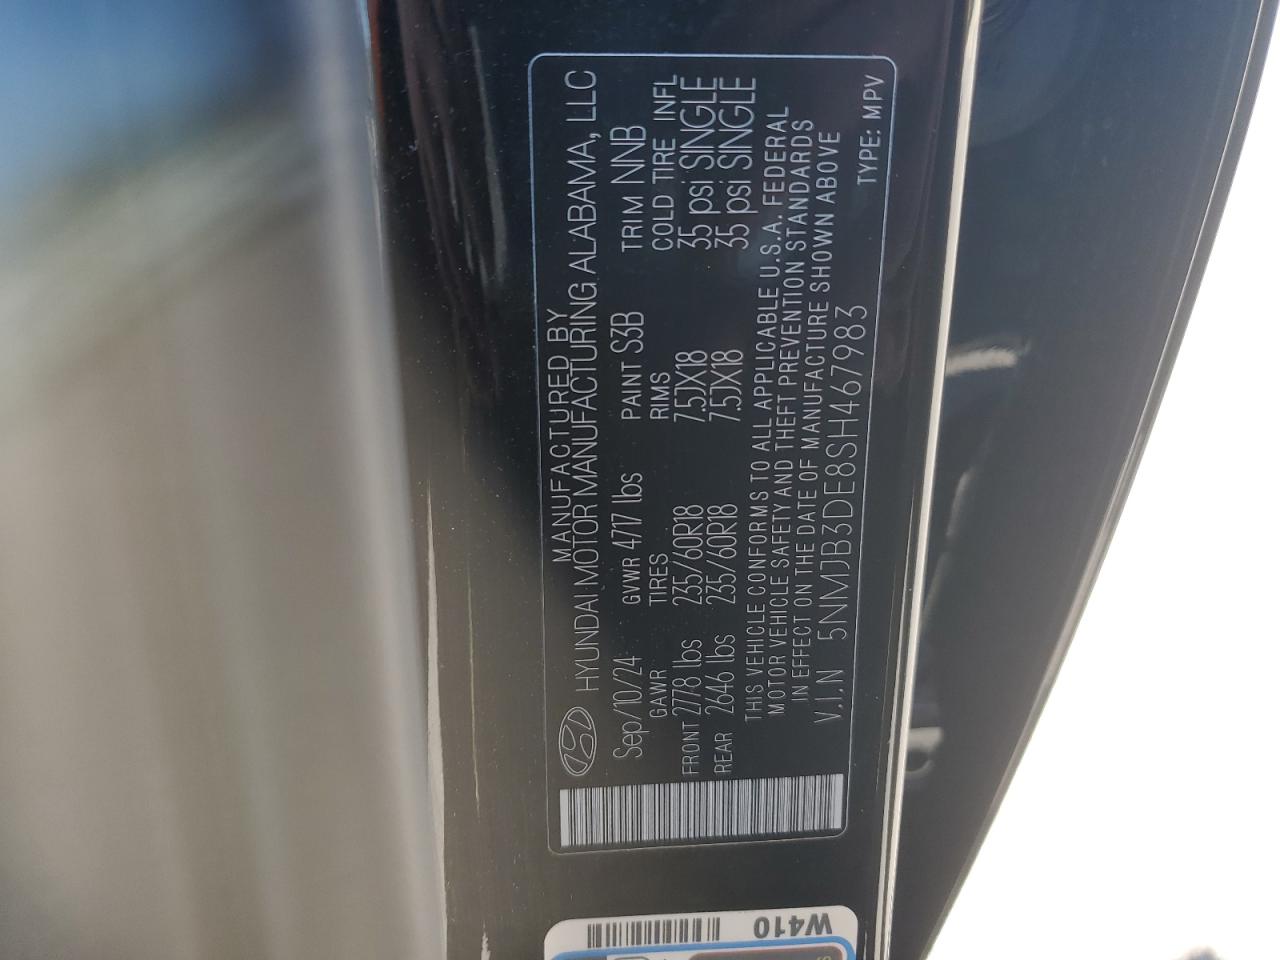 MANUFACTURED BY
HYUNDAI MOTOR MANUFACTURING ALABAMA, LLC
Sep/10/24 GVWR 4717 lbs PAINT S3B TRIM NNB
GAWR TIRES RIMS COLD TIRE INFL
FRONT 2778 lbs 235/60R18 7.5JX18 35 psi SINGLE
REAR 2646 lbs 235/60R18 7.5JX18 35 psi SINGLE
THIS VEHICLE CONFORMS TO ALL APPLICABLE U.S.A. FEDERAL
MOTOR VEHICLE SAFETY AND THEFT PREVENTION STANDARDS
IN EFFECT ON THE DATE OF MANUFACTURE SHOWN ABOVE
V.I.N 5NMJB3DE8SH467983
TYPE: MPV
W410